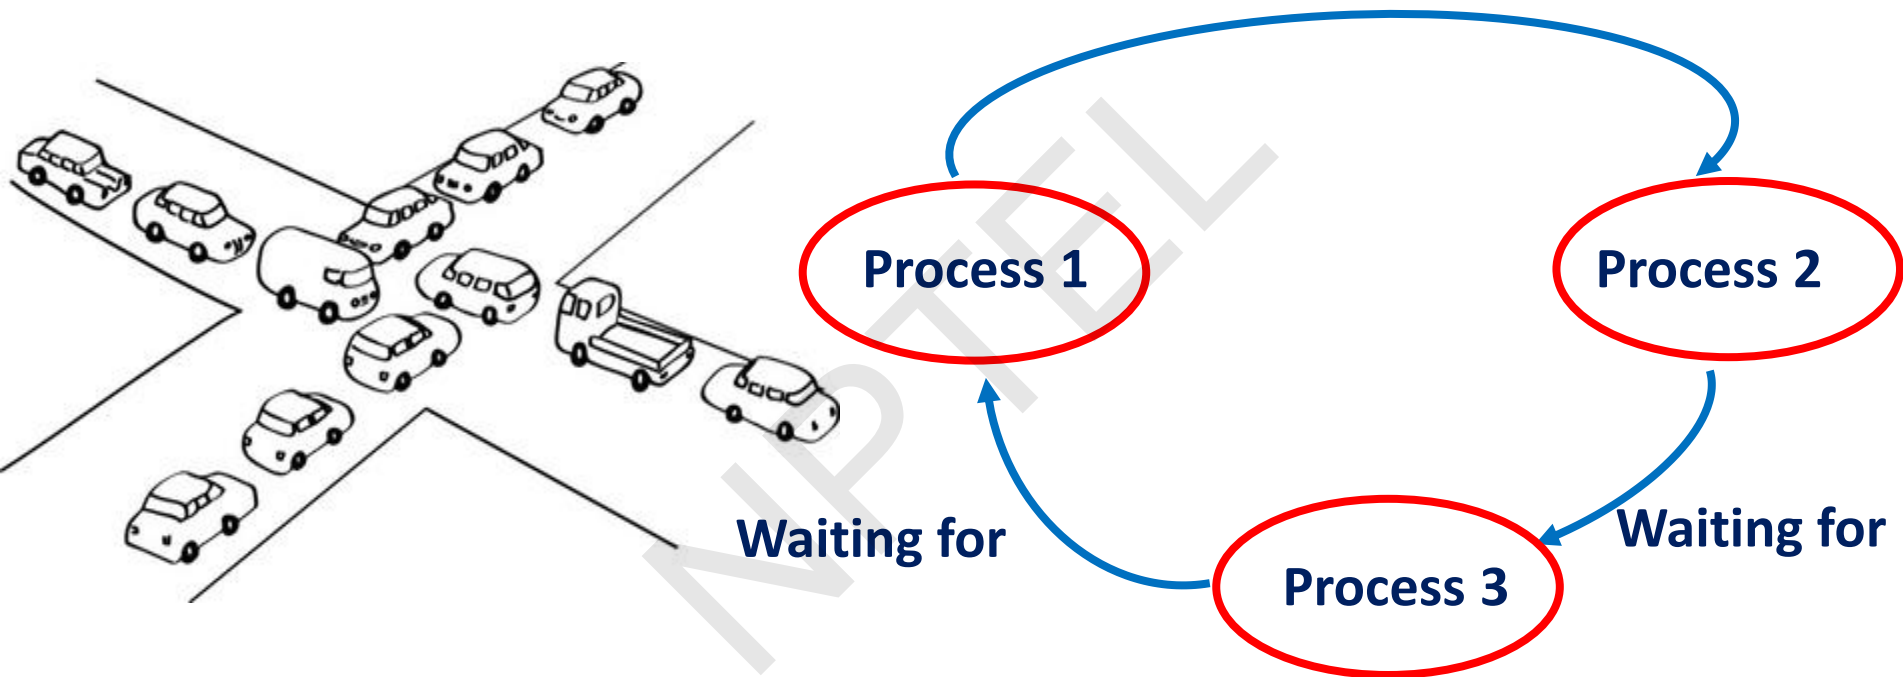 Process 1
Process 2
Waiting for
Waiting for
Process 3
NPTEL